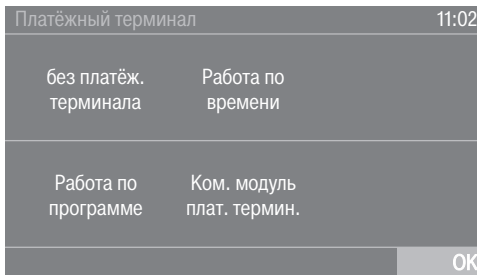 Платёжный терминал 11:02
без платёж. Работа по
терминала времени
Работа по Ком. модуль
программе плат. термин.
OK